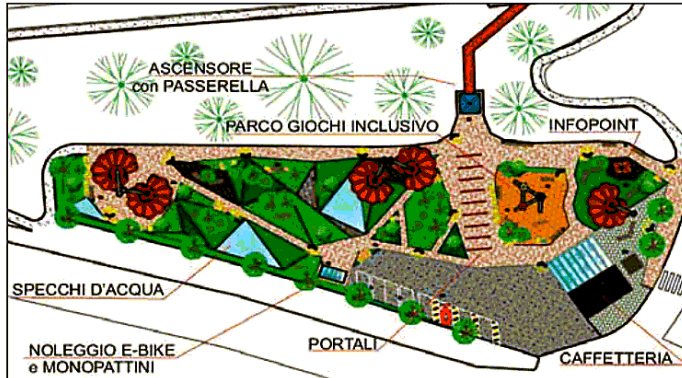 ASCENSORE
con PASSERELLA
PARCO GIOCHI INCLUSIVO
INFOPOINT
SPECCHI D'ACQUA
NOLEGGIO E-BIKE
e MONOPATTINI
PORTALI
CAFFETTERIA